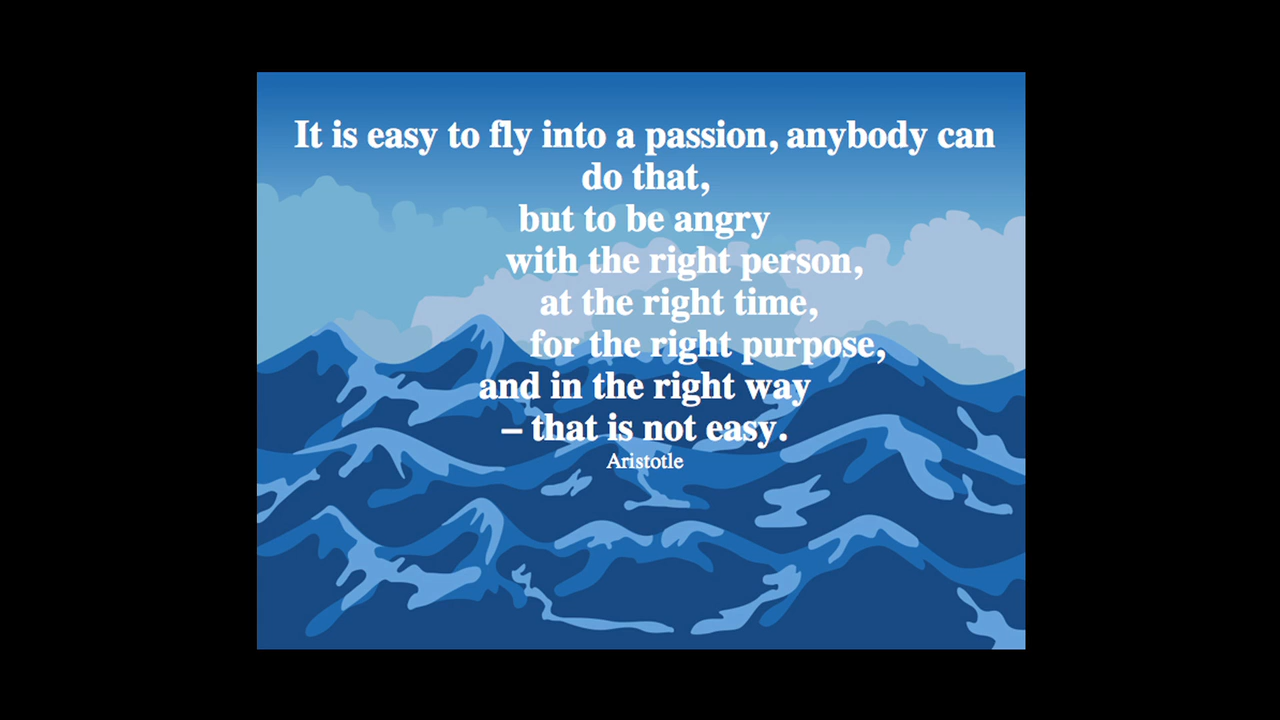 It is easy to fly into a passion, anybody can
do that,
but to be angry
with the right person,
at the right time,
for the right purpose,
and in the right way
– that is not easy.
Aristotle